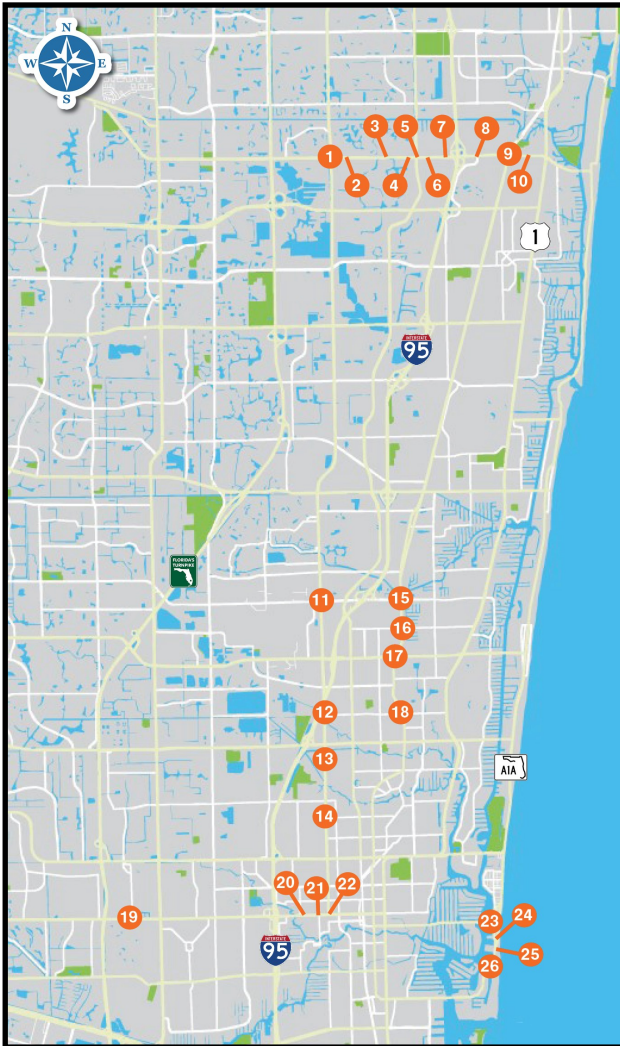 N
W E
S
3 5 7 8
1 9
2 4 6 10
1
INTERSTATE
95
FLORIDA'S
TURNPIKE
11 15
16
17
12 18
13
A1A
14
20 21 22
19 23 24
INTERSTATE
95
25
26